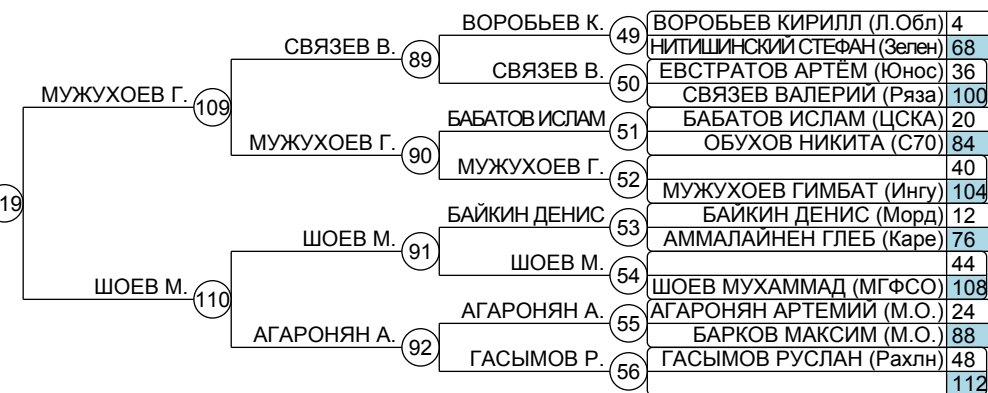 ВОРОБЬЕВ К. 49 ВОРОБЬЕВ КИРИЛЛ (Л.Обл) 4
СВЯЗЕВ В. 89 НИТИШИНСКИЙ СТЕФАН (Зелен) 68
СВЯЗЕВ В. 50 ЕВСТРАТОВ АРТЁМ (Юнос) 36
МУЖУХОЕВ Г. 109 СВЯЗЕВ ВАЛЕРИЙ (Ряза) 100
БАБАТОВ ИСЛАМ 51 БАБАТОВ ИСЛАМ (ЦСКА) 20
МУЖУХОЕВ Г. 90 ОБУХОВ НИКИТА (С70) 84
МУЖУХОЕВ Г. 52 40
МУЖУХОЕВ ГИМБАТ (Ингу) 104
19
БАЙКИН ДЕНИС 53 БАЙКИН ДЕНИС (Морд) 12
ШОЕВ М. 91 АММАЛАЙНЕН ГЛЕБ (Каре) 76
ШОЕВ М. 54 44
ШОЕВ М. 110 ШОЕВ МУХАММАД (МГФСО) 108
АГАРОНЯН А. 55 АГАРОНЯН АРТЕМИЙ (М.О.) 24
АГАРОНЯН А. 92 БАРКОВ МАКСИМ (М.О.) 88
ГАСЫМОВ Р. 56 ГАСЫМОВ РУСЛАН (Рахлн) 48
112